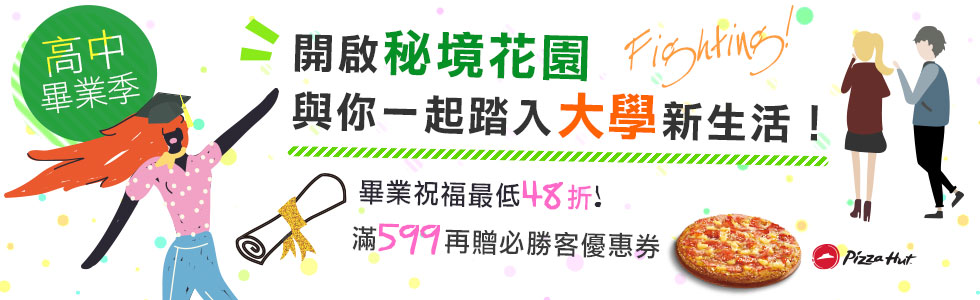 高中
畢業季
開啟秘境花園
Fighting!
與你一起踏入大學新生活！
畢業祝福最低48折!
滿599再贈必勝客優惠券
Pizza Hut